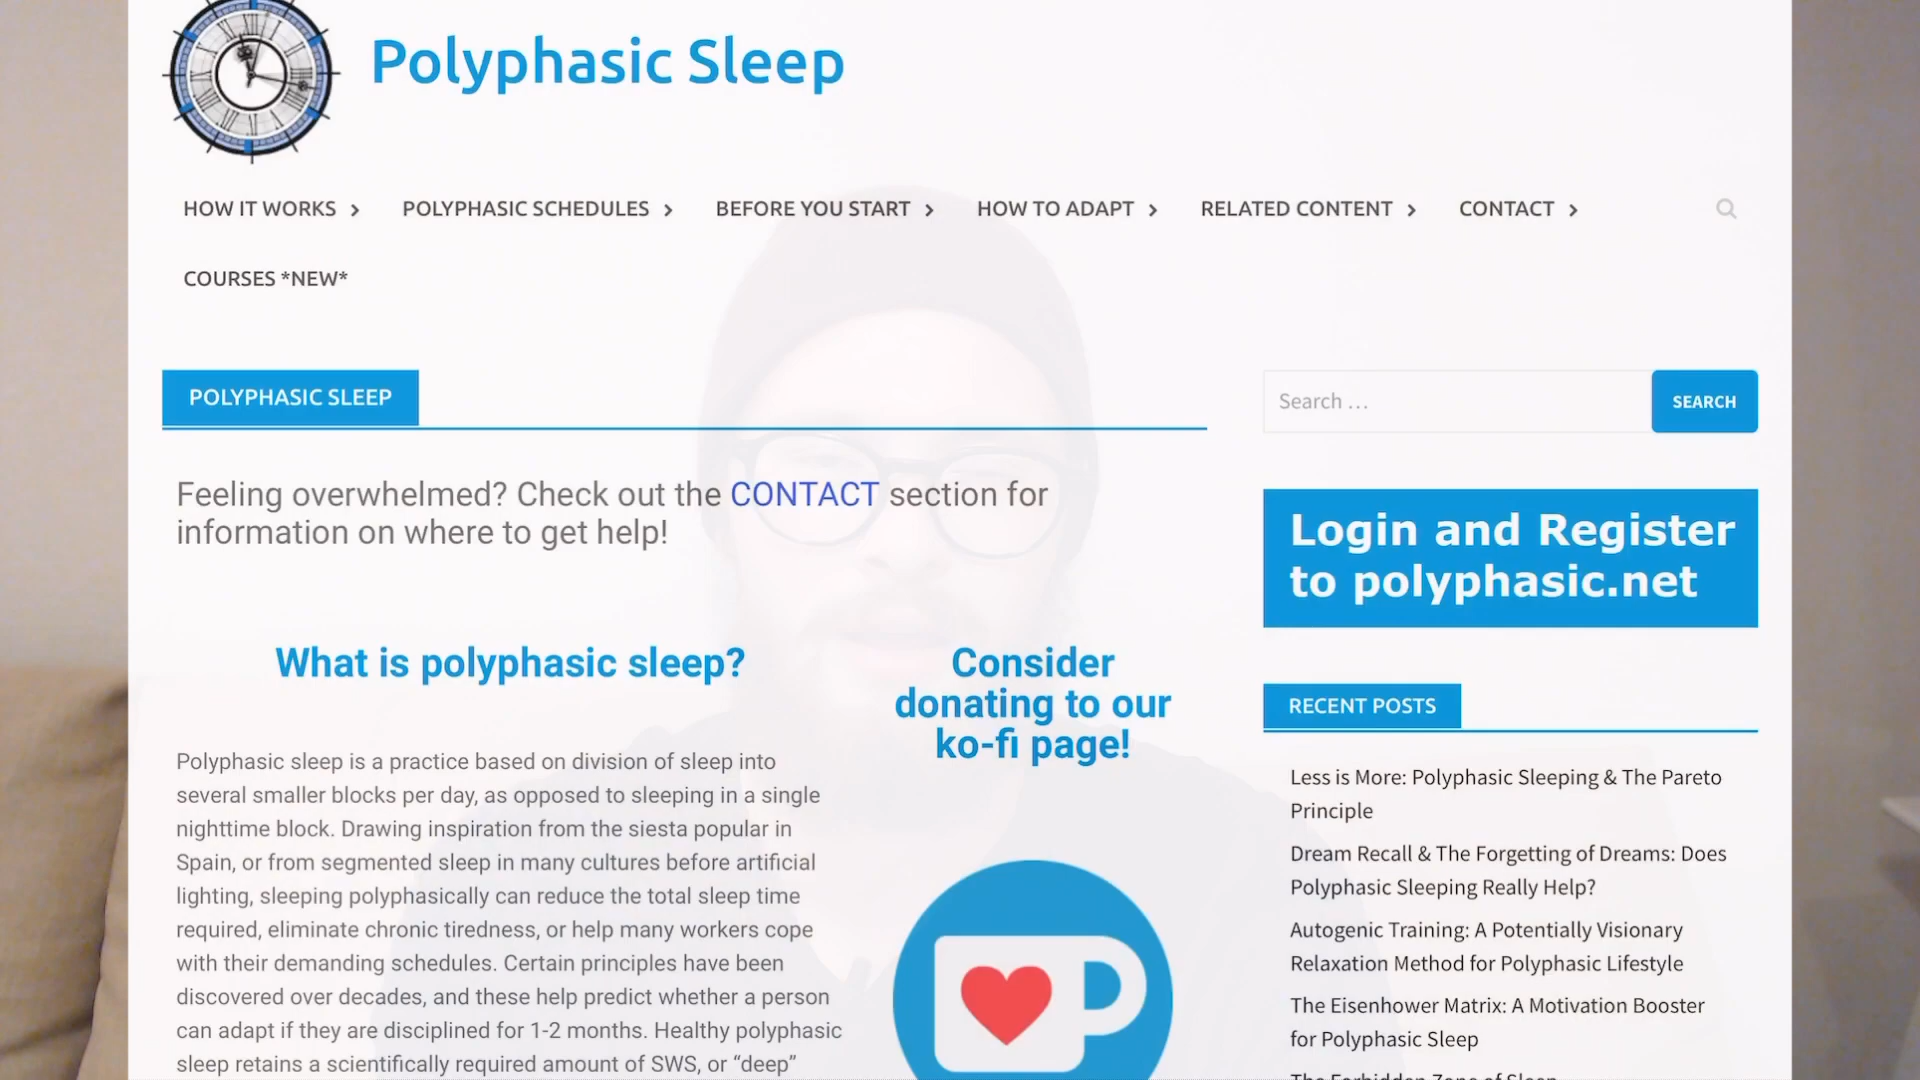 Polyphasic Sleep
HOW IT WORKS
POLYPHASIC SCHEDULES
BEFORE YOU START
HOW TO ADAPT
RELATED CONTENT
CONTACT
COURSES *NEW*
POLYPHASIC SLEEP
Feeling overwhelmed? Check out the CONTACT section for
information on where to get help!
What is polyphasic sleep?
Polyphasic sleep is a practice based on division of sleep into
several smaller blocks per day, as opposed to sleeping in a single
nighttime block. Drawing inspiration from the siesta popular in
Spain, or from segmented sleep in many cultures before artificial
lighting, sleeping polyphasically can reduce the total sleep time
required, eliminate chronic tiredness, or help many workers cope
with their demanding schedules. Certain principles have been
discovered over decades, and these help predict whether a person
can adapt if they are disciplined for 1-2 months. Healthy polyphasic
sleep retains a scientifically required amount of SWS, or “deep”
Consider
donating to our
ko-fi page!
Search …
SEARCH
Login and Register
to polyphasic.net
RECENT POSTS
Less is More: Polyphasic Sleeping & The Pareto
Principle
Dream Recall & The Forgetting of Dreams: Does
Polyphasic Sleeping Really Help?
Autogenic Training: A Potentially Visionary
Relaxation Method for Polyphasic Lifestyle
The Eisenhower Matrix: A Motivation Booster
for Polyphasic Sleep
The Forbidden Zone of Sleep